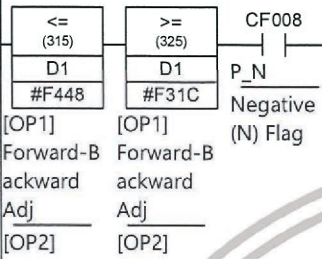 <=
(315)
D1
#F448
[OP1]
Forward-B
ackward
Adj
[OP2]
>=
(325)
D1
#F31C
[OP1]
Forward-B
ackward
Adj
[OP2]
CF008
P_N
Negative
(N) Flag